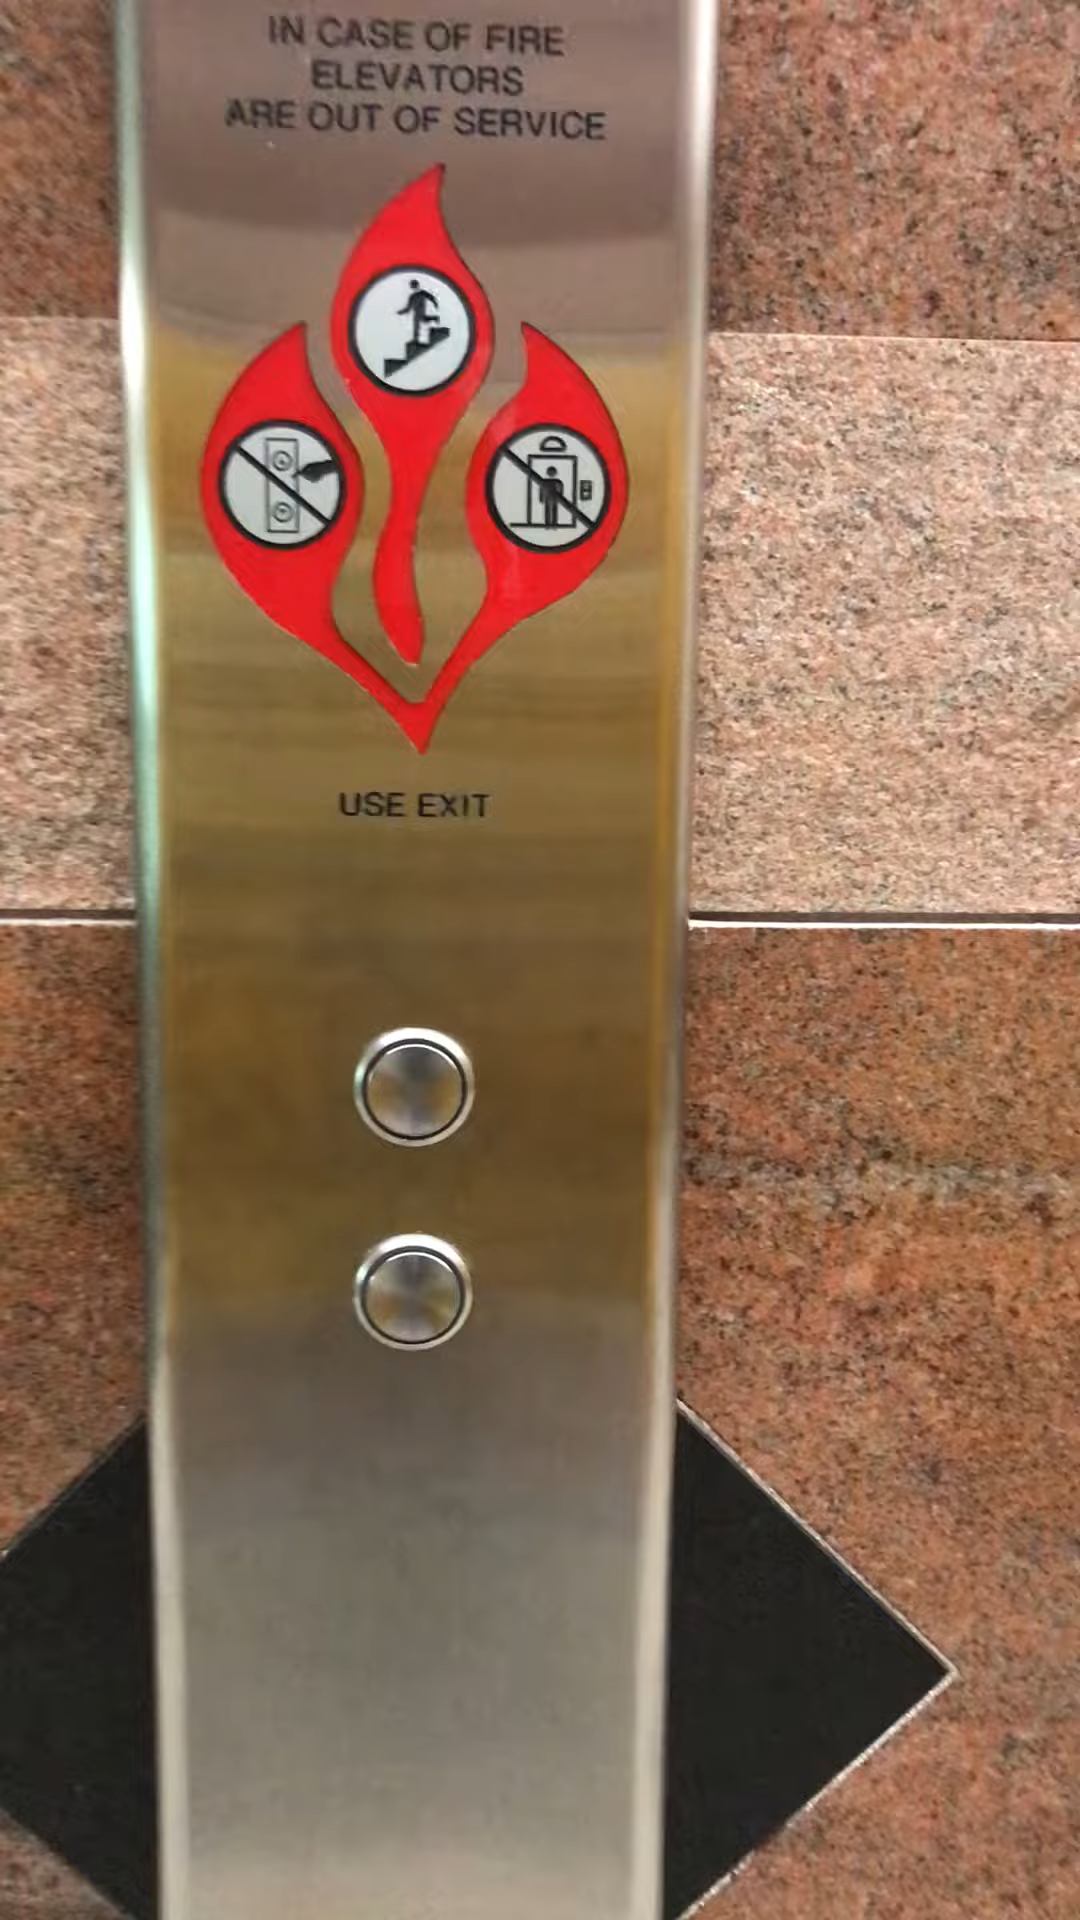 IN CASE OF FIRE
ELEVATORS
ARE OUT OF SERVICE
USE EXIT